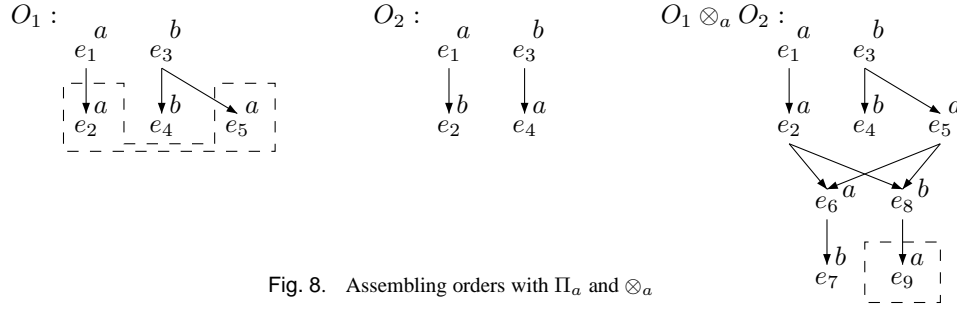 O₁ : O₂ : O₁ ⊗ₐ O₂ :
a b a b a b
e₁ e₃ e₁ e₃ e₁ e₃
a b a b a a b a
e₂ e₄ e₅ e₂ e₄ e₂ e₄ e₅
a b
e₆ e₈
b a
e₇ e₉
Fig. 8. Assembling orders with Πₐ and ⊗ₐ